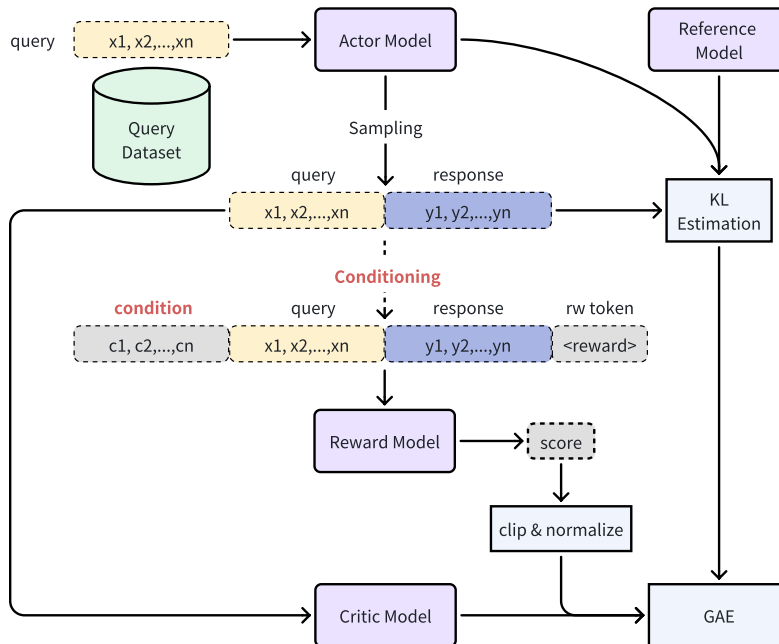 query
x1, x2,...,xn
Actor Model
Reference
Model
Query
Dataset
Sampling
query
response
x1, x2,...,xn
y1, y2,...,yn
KL
Estimation
Conditioning
condition
query
response
rw token
c1, c2,...,cn
x1, x2,...,xn
y1, y2,...,yn
<reward>
Reward Model
score
clip & normalize
Critic Model
GAE